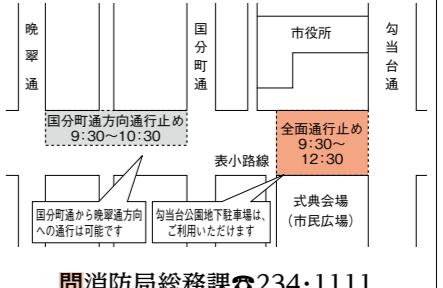 晩翠通
国分町通
市役所
勾当台通
国分町通方向通行止め
9:30～10:30
全面通行止め
9:30～
12:30
表小路線
国分町通から晩翠通方向
への通行は可能です
勾当台公園地下駐車場は、
ご利用いただけます
式典会場
（市民広場）
問消防局総務課☎234・1111